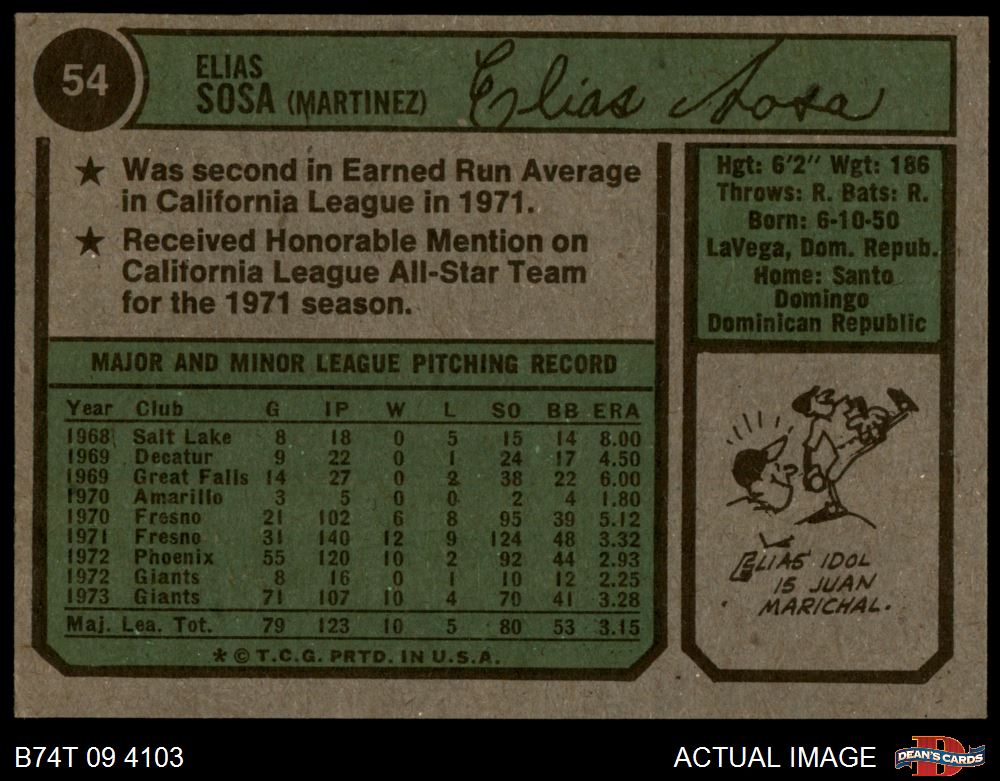 54
ELIAS
SOSA (MARTINEZ)
Elias Sosa
★ Was second in Earned Run Average
in California League in 1971.
★ Received Honorable Mention on
California League All-Star Team
for the 1971 season.
Hgt: 6'2" Wgt: 186
Throws: R. Bats: R.
Born: 6-10-50
LaVega, Dom. Repub.
Home: Santo
Domingo
Dominican Republic
MAJOR AND MINOR LEAGUE PITCHING RECORD
Year Club G IP W L SO BB ERA
1968 Salt Lake 8 18 0 5 15 14 8.00
1969 Decatur 9 22 0 1 24 17 4.50
1969 Great Falls 14 27 0 2 38 22 6.00
1970 Amarillo 3 5 0 0 2 4 1.80
1970 Fresno 21 102 6 8 95 39 5.12
1971 Fresno 31 140 12 9 124 48 3.32
1972 Phoenix 55 120 10 2 92 44 2.93
1972 Giants 8 16 0 1 10 12 2.25
1973 Giants 71 107 10 4 70 41 3.28
Maj. Lea. Tot. 79 123 10 5 80 53 3.15
* © T.C.G. PRTD. IN U.S.A.
ELIAS' IDOL
IS JUAN
MARICHAL.
B74T 09 4103
ACTUAL IMAGE
D
DEAN'S CARDS